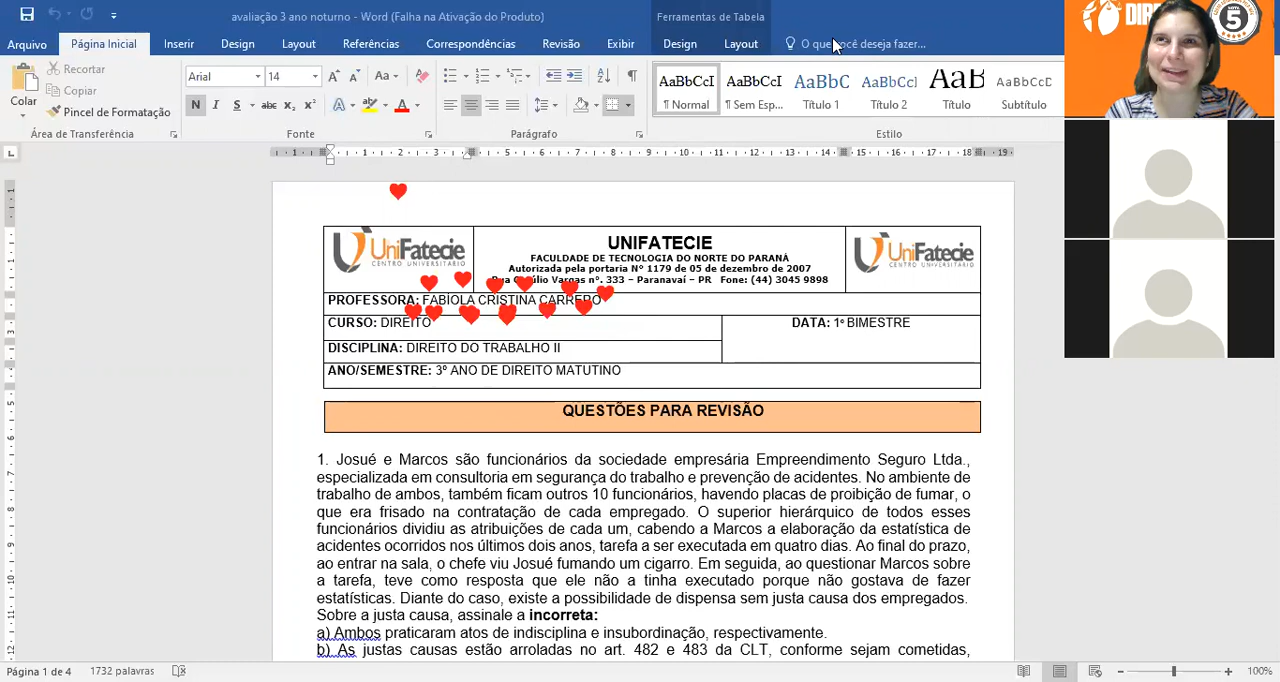 avaliação 3 ano noturno - Word (Falha na Ativação do Produto)
Ferramentas de Tabela
Arquivo Página Inicial Inserir Design Layout Referências Correspondências Revisão Exibir Design Layout O que você deseja fazer...
Colar
Recortar
Copiar
Pincel de Formatação
Área de Transferência
Arial 14
Fonte
Parágrafo
AaBbCcI AaBbCcI AaBbC AaBbCcI AaB AaBbCcI
¶ Normal ¶ Sem Esp... Título 1 Título 2 Título Subtítulo
Estilo
DIRE
5
UniFatecie
CENTRO UNIVERSITÁRIO
UNIFATECIE
FACULDADE DE TECNOLOGIA DO NORTE DO PARANÁ
Autorizada pela portaria Nº 1179 de 05 de dezembro de 2007
Rua Getúlio Vargas nº. 333 – Paranavaí – PR Fone: (44) 3045 9898
UniFatecie
CENTRO UNIVERSITÁRIO
PROFESSORA: FABÍOLA CRISTINA CARRERO
CURSO: DIREITO
DATA: 1º BIMESTRE
DISCIPLINA: DIREITO DO TRABALHO II
ANO/SEMESTRE: 3º ANO DE DIREITO MATUTINO
QUESTÕES PARA REVISÃO
1. Josué e Marcos são funcionários da sociedade empresária Empreendimento Seguro Ltda.,
especializada em consultoria em segurança do trabalho e prevenção de acidentes. No ambiente de
trabalho de ambos, também ficam outros 10 funcionários, havendo placas de proibição de fumar, o
que era frisado na contratação de cada empregado. O superior hierárquico de todos esses
funcionários dividiu as atribuições de cada um, cabendo a Marcos a elaboração da estatística de
acidentes ocorridos nos últimos dois anos, tarefa a ser executada em quatro dias. Ao final do prazo,
ao entrar na sala, o chefe viu Josué fumando um cigarro. Em seguida, ao questionar Marcos sobre
a tarefa, teve como resposta que ele não a tinha executado porque não gostava de fazer
estatísticas. Diante do caso, existe a possibilidade de dispensa sem justa causa dos empregados.
Sobre a justa causa, assinale a incorreta:
a) Ambos praticaram atos de indisciplina e insubordinação, respectivamente.
b) As justas causas estão arroladas no art. 482 e 483 da CLT, conforme sejam cometidas,
Página 1 de 4 1732 palavras 100%